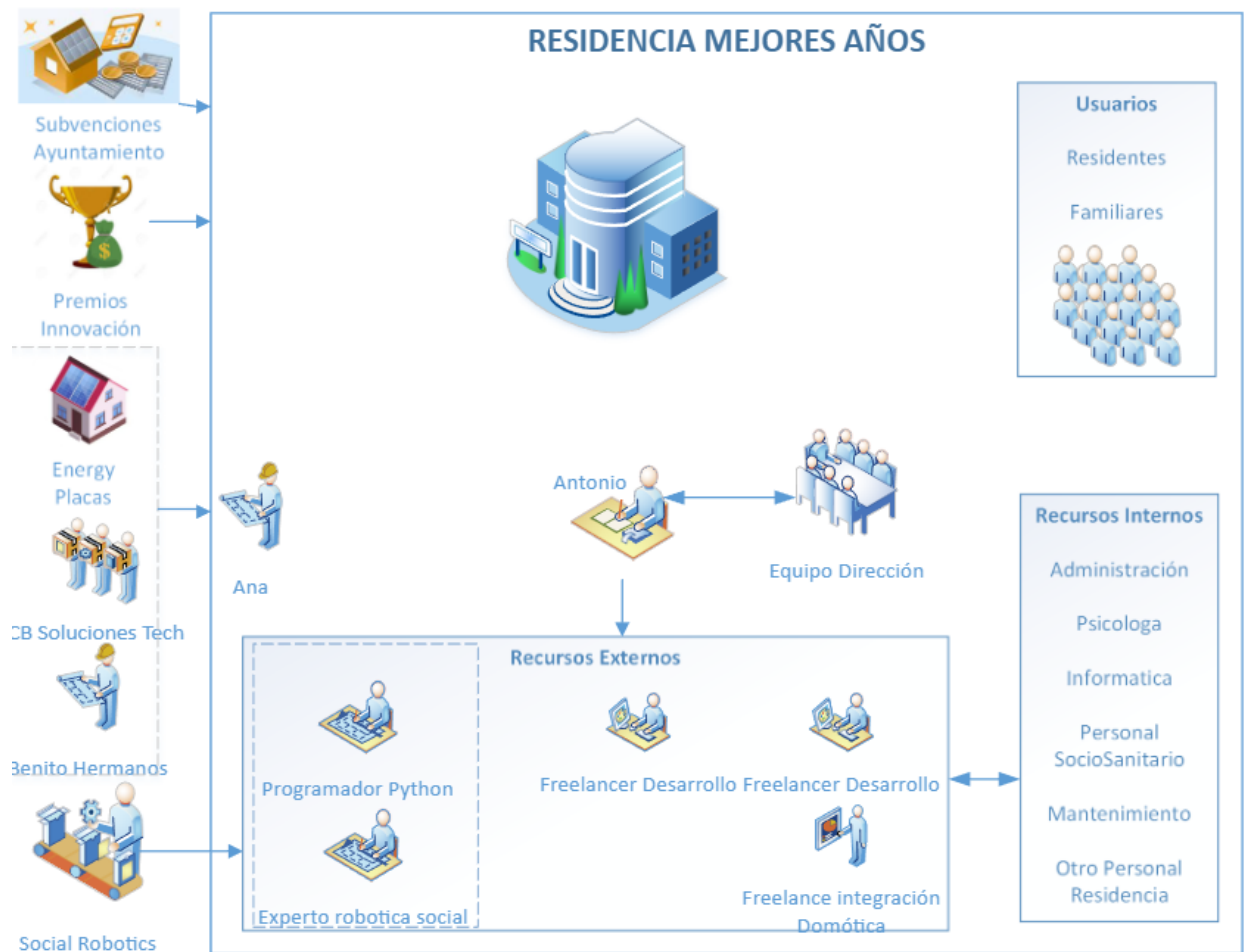 RESIDENCIA MEJORES AÑOS
Subvenciones
Ayuntamiento
Premios
Innovación
Energy
Placas
CB Soluciones Tech
Benito Hermanos
Social Robotics
Usuarios
Residentes
Familiares
Ana
Antonio
Equipo Dirección
Recursos Externos
Programador Python
Experto robotica social
Freelancer Desarrollo
Freelancer Desarrollo
Freelance integración
Domótica
Recursos Internos
Administración
Psicologa
Informatica
Personal
SocioSanitario
Mantenimiento
Otro Personal
Residencia